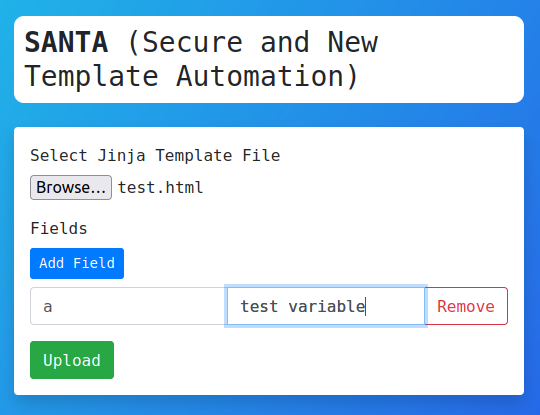 SANTA (Secure and New
Template Automation)
Select Jinja Template File
Browse... test.html
Fields
Add Field
a test variable Remove
Upload